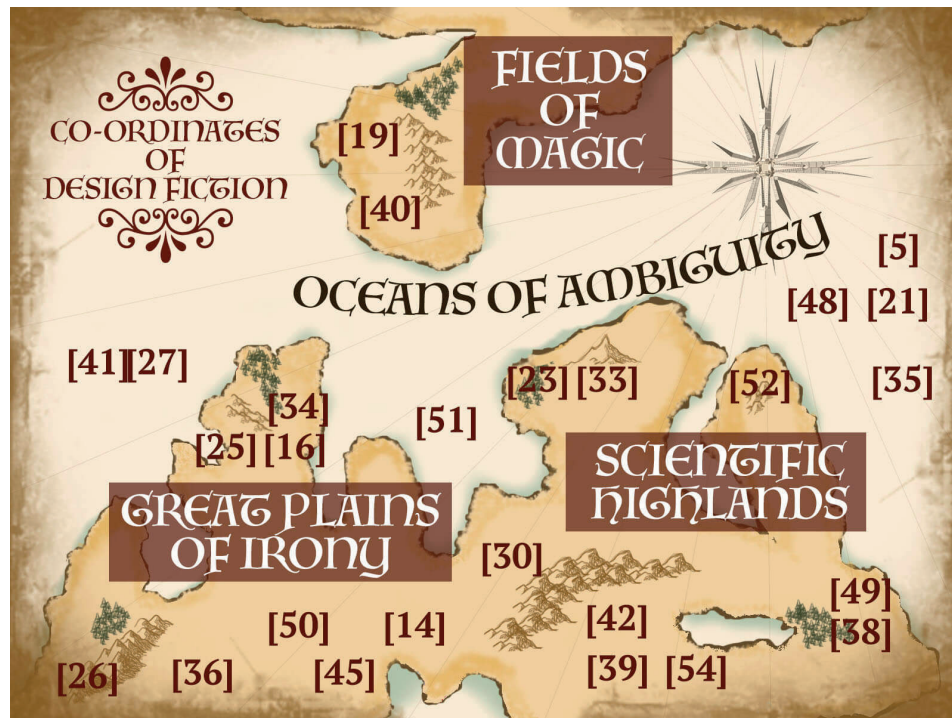 FIELDS
OF
MAGIC
CO-ORDINATES
OF
DESIGN FICTION
[19]
[40]
OCEANS OF AMBIGUITY
[5]
[48] [21]
[41] [27]
[23] [33] [52] [35]
[34]
[51]
[25] [16]
SCIENTIFIC
HIGHLANDS
GREAT PLAINS
OF IRONY
[30]
[49]
[50] [14] [42] [38]
[26] [36] [45] [39] [54]